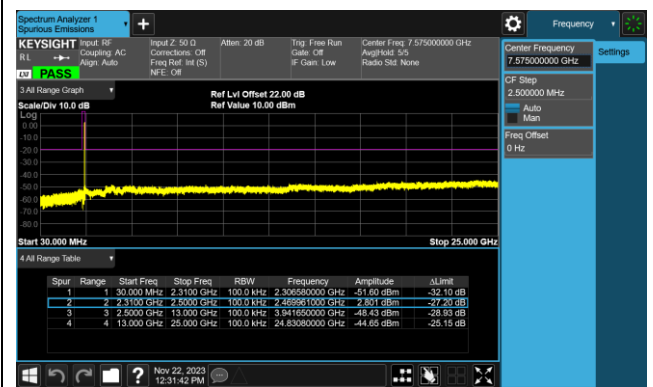 Spectrum Analyzer 1
Spurious Emissions
Frequency
KEYSIGHT Input: RF Input Z: 50 Ω Atten: 20 dB Trig: Free Run Center Freq: 7.575000000 GHz
RL Coupling: AC Corrections: Off Gate: Off Avg|Hold: 5/5
Align: Auto Freq Ref: Int (S) IF Gain: Low Radio Std: None
NFE: Off
LXI PASS
3 All Range Graph
Ref Lvl Offset 22.00 dB
Scale/Div 10.0 dB Ref Value 10.00 dBm
Log
0.00
-10.0
-20.0
-30.0
-40.0
-50.0
-60.0
-70.0
-80.0
Start 30.000 MHz Stop 25.000 GHz
4 All Range Table
Spur Range Start Freq Stop Freq RBW Frequency Amplitude ΔLimit
1 1 30.000 MHz 2.3100 GHz 100.0 kHz 2.306580000 GHz -51.60 dBm -32.10 dB
2 2 2.3100 GHz 2.5000 GHz 100.0 kHz 2.469961000 GHz 2.801 dBm -27.20 dB
3 3 2.5000 GHz 13.000 GHz 100.0 kHz 3.941650000 GHz -48.43 dBm -28.93 dB
4 4 13.000 GHz 25.000 GHz 100.0 kHz 24.83080000 GHz -44.65 dBm -25.15 dB
Center Frequency
7.575000000 GHz
Settings
CF Step
2.500000 MHz
Auto
Man
Freq Offset
0 Hz
?
Nov 22, 2023
12:31:42 PM